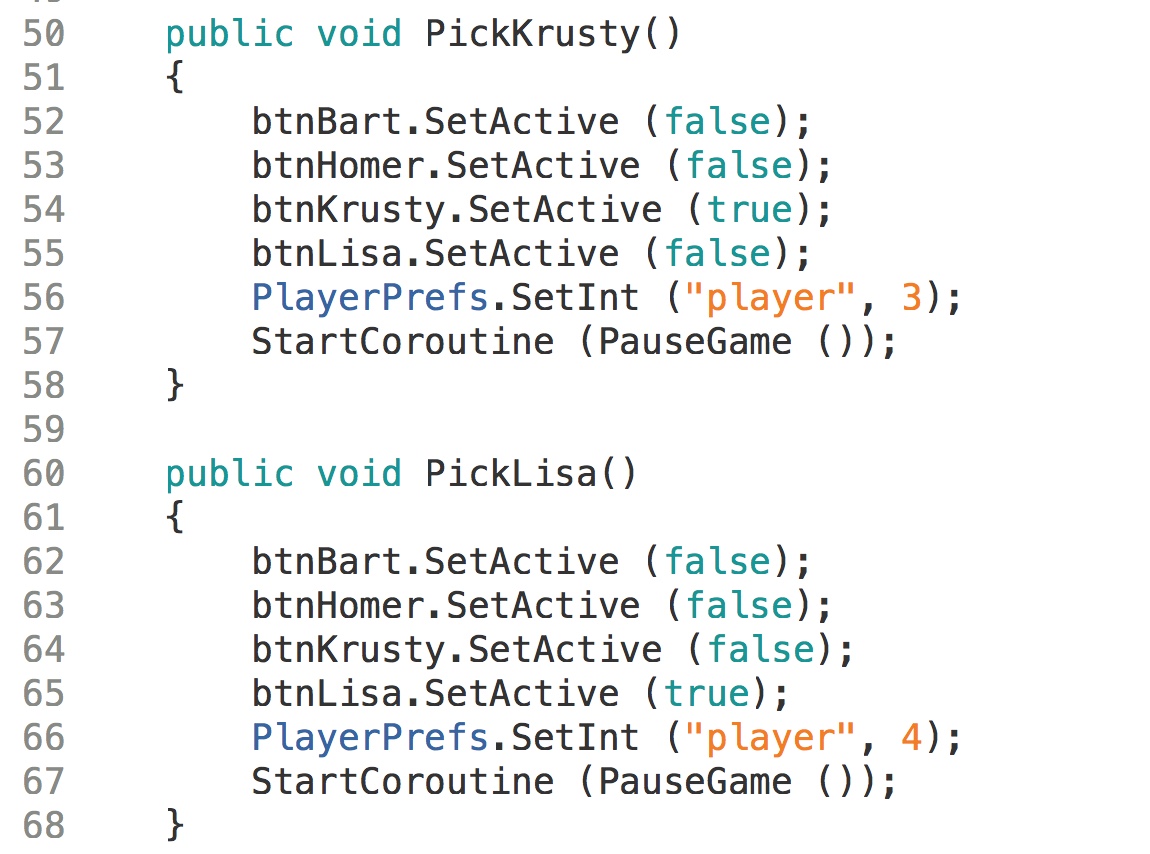 50 public void PickKrusty()
51 {
52 btnBart.SetActive (false);
53 btnHomer.SetActive (false);
54 btnKrusty.SetActive (true);
55 btnLisa.SetActive (false);
56 PlayerPrefs.SetInt ("player", 3);
57 StartCoroutine (PauseGame ());
58 }
59
60 public void PickLisa()
61 {
62 btnBart.SetActive (false);
63 btnHomer.SetActive (false);
64 btnKrusty.SetActive (false);
65 btnLisa.SetActive (true);
66 PlayerPrefs.SetInt ("player", 4);
67 StartCoroutine (PauseGame ());
68 }